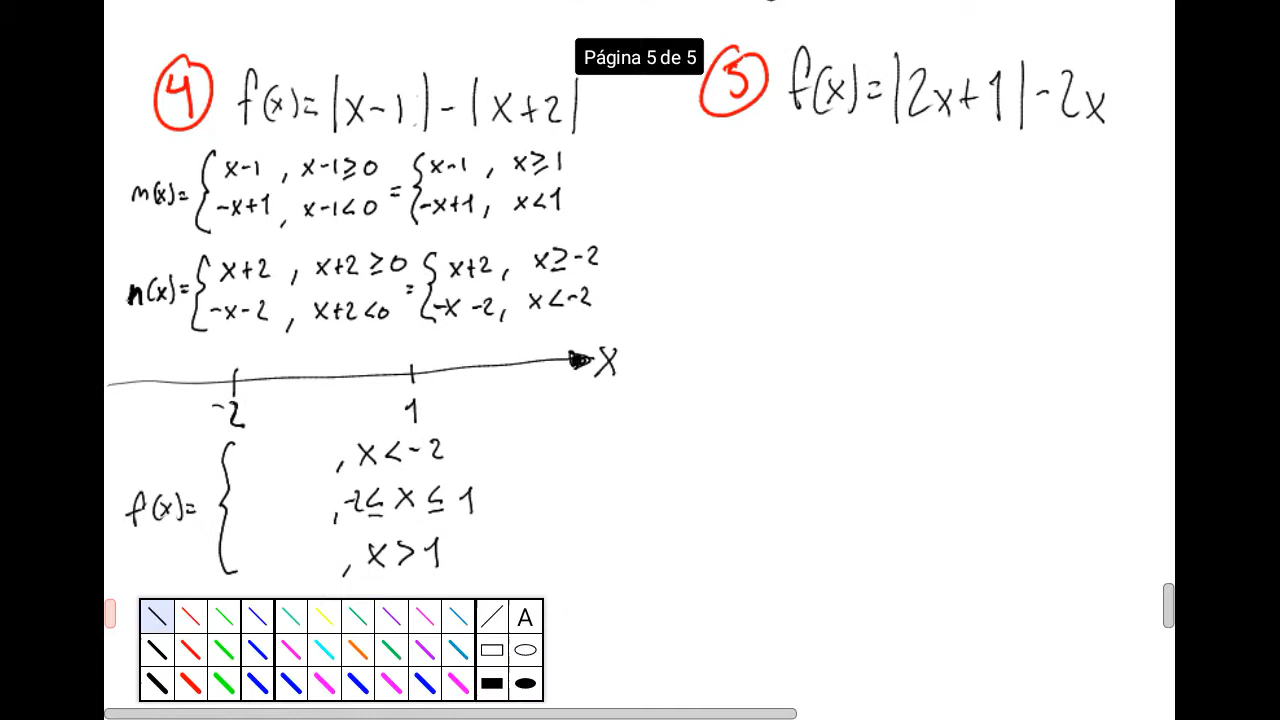 Página 5 de 5
④ f(x)=|x-1|-|x+2|
m(x)={x-1, x-1≥0 = {x-1, x≥1
-x+1, x-1<0 -x+1, x<1
n(x)={x+2, x+2≥0 = {x+2, x≥-2
-x-2, x+2<0 -x-2, x<-2
X
-2 1
, x<-2
f(x)={ , -2≤x≤1
, x>1
⑤ f(x)=|2x+1|-2x
A